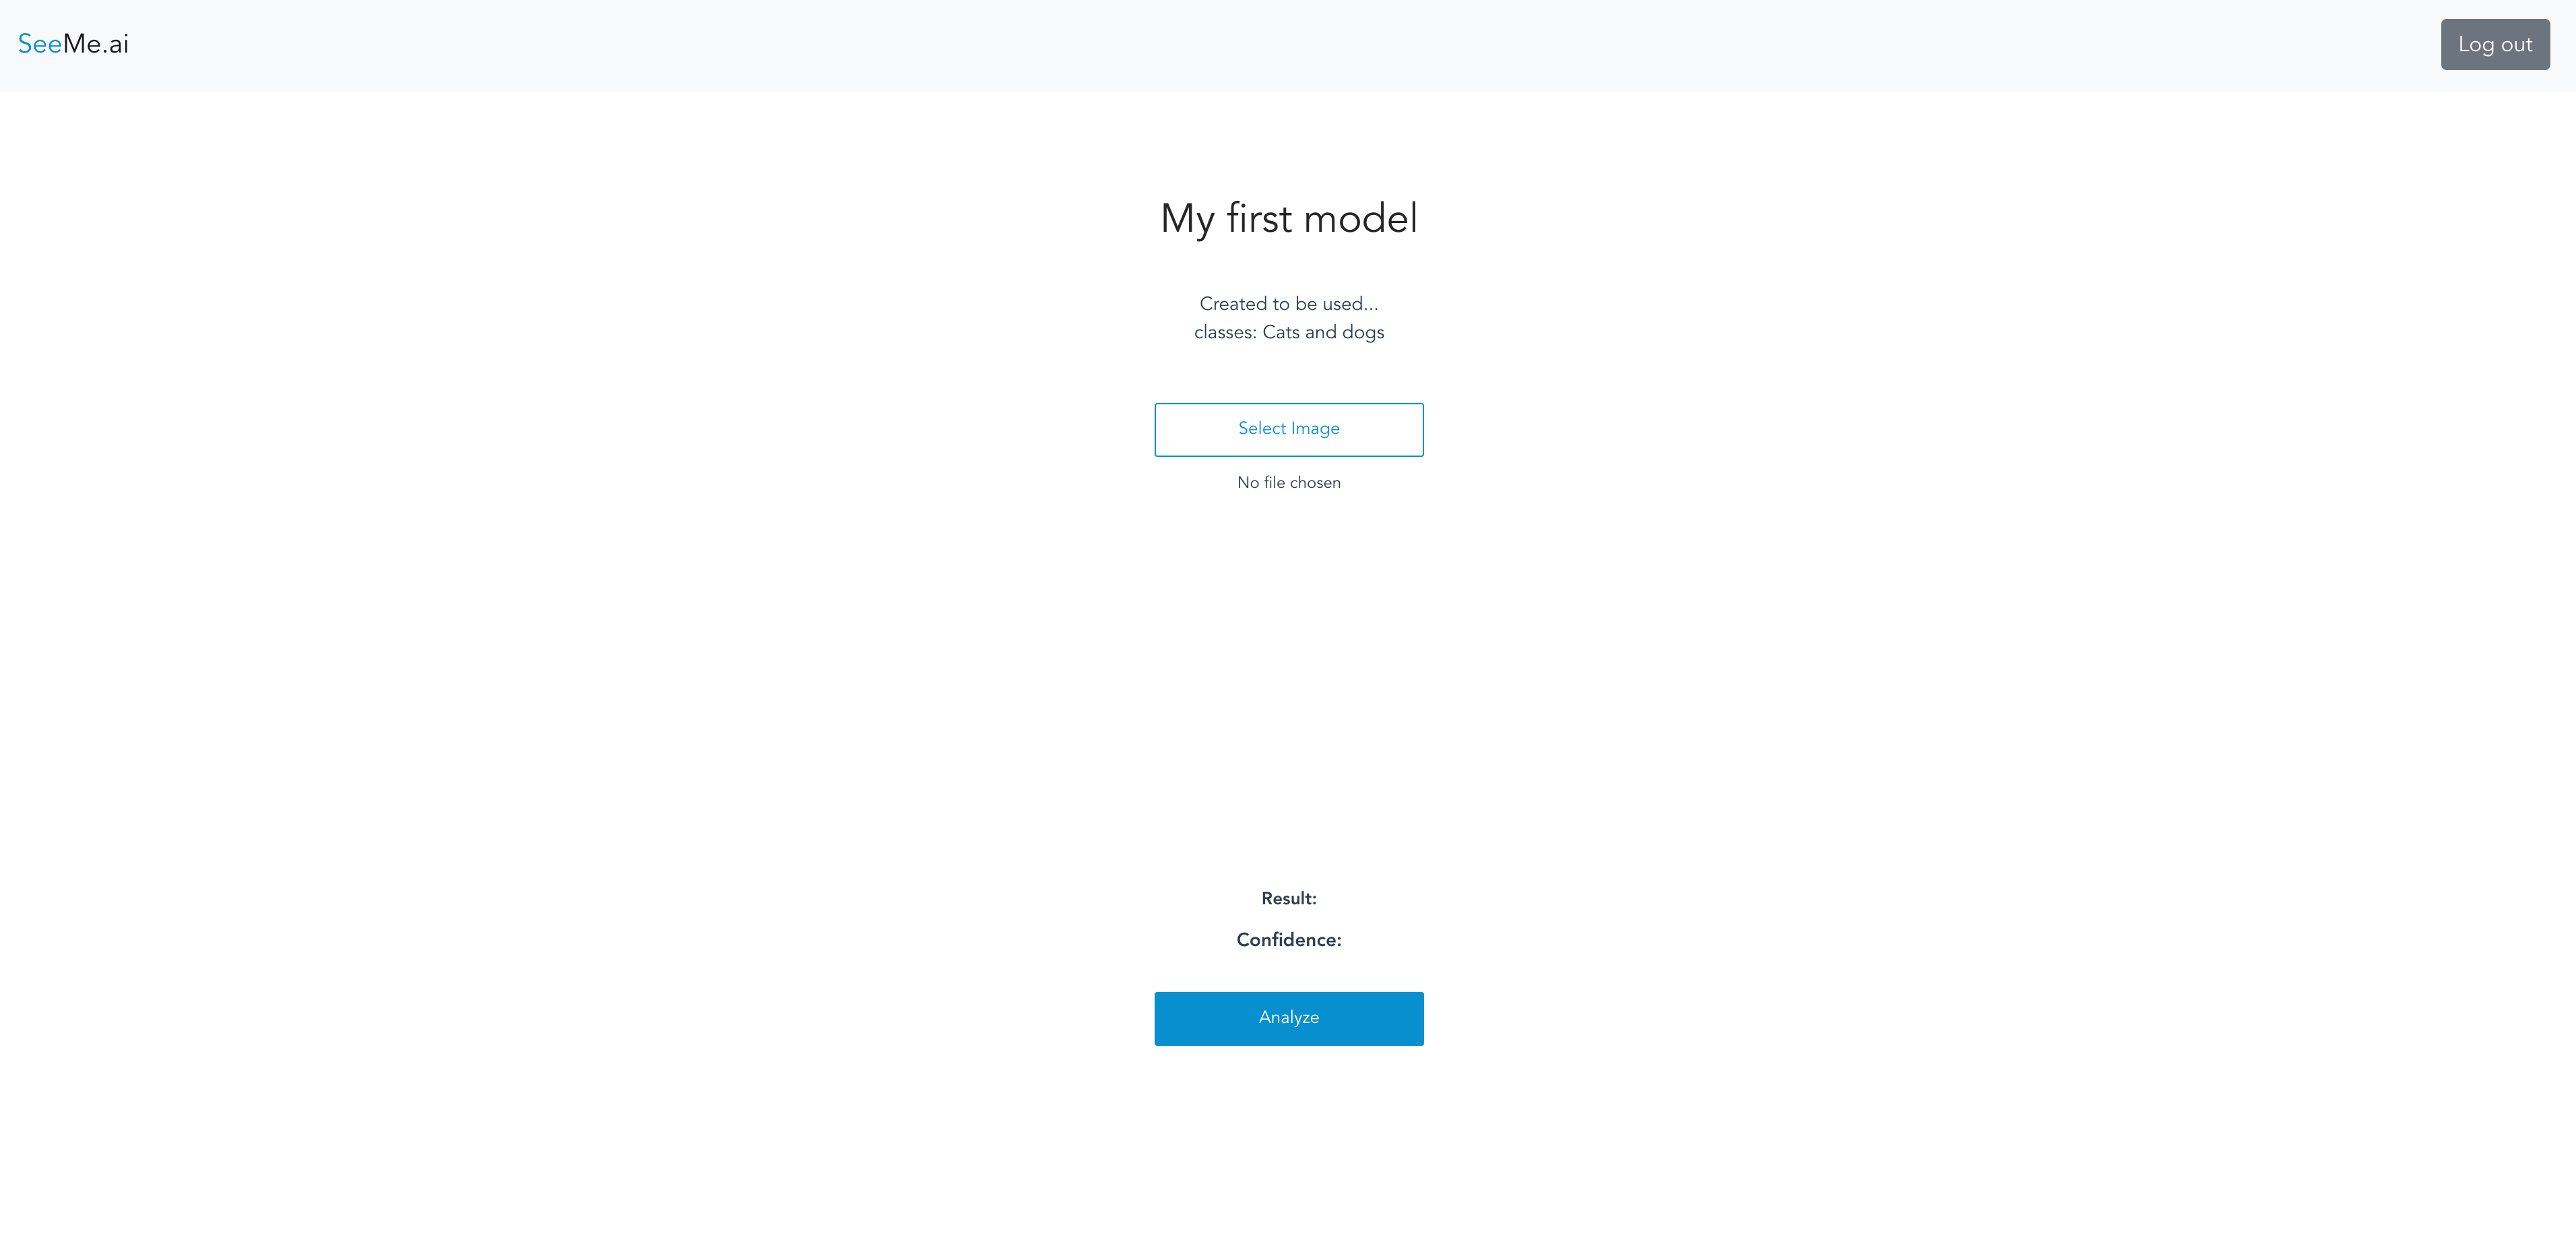 SeeMe.ai
Log out
My first model
Created to be used...
classes: Cats and dogs
Select Image
No file chosen
Result:
Confidence:
Analyze